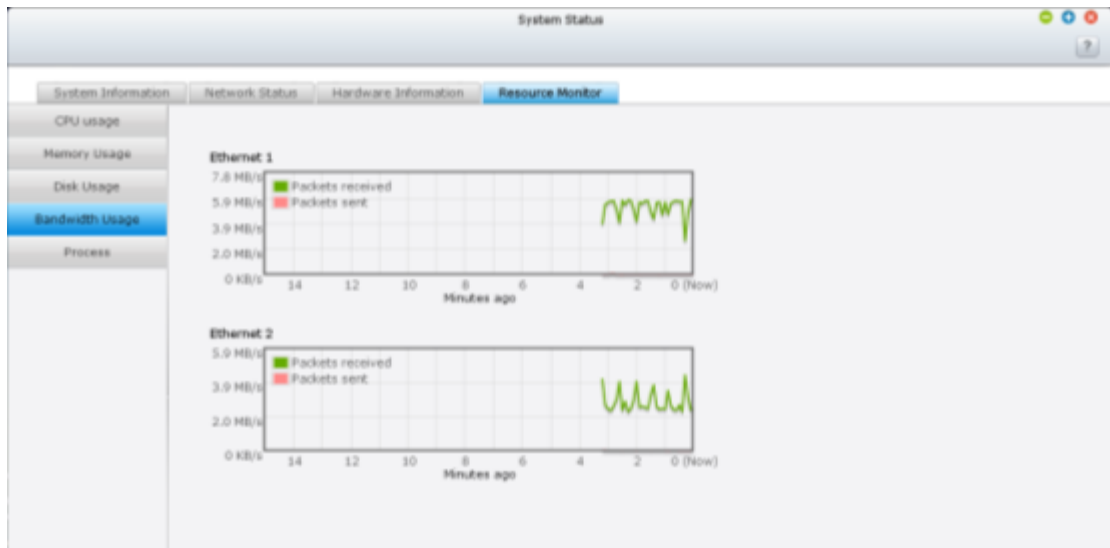 System Status
?
System Information Network Status Hardware Information Resource Monitor
CPU usage
Memory Usage
Disk Usage
Bandwidth Usage
Process
Ethernet 1
7.8 MB/s
5.9 MB/s
3.9 MB/s
2.0 MB/s
0 KB/s
Packets received
Packets sent
14 12 10 8 6 4 2 0 (Now)
Minutes ago
Ethernet 2
5.9 MB/s
3.9 MB/s
2.0 MB/s
0 KB/s
Packets received
Packets sent
14 12 10 8 6 4 2 0 (Now)
Minutes ago